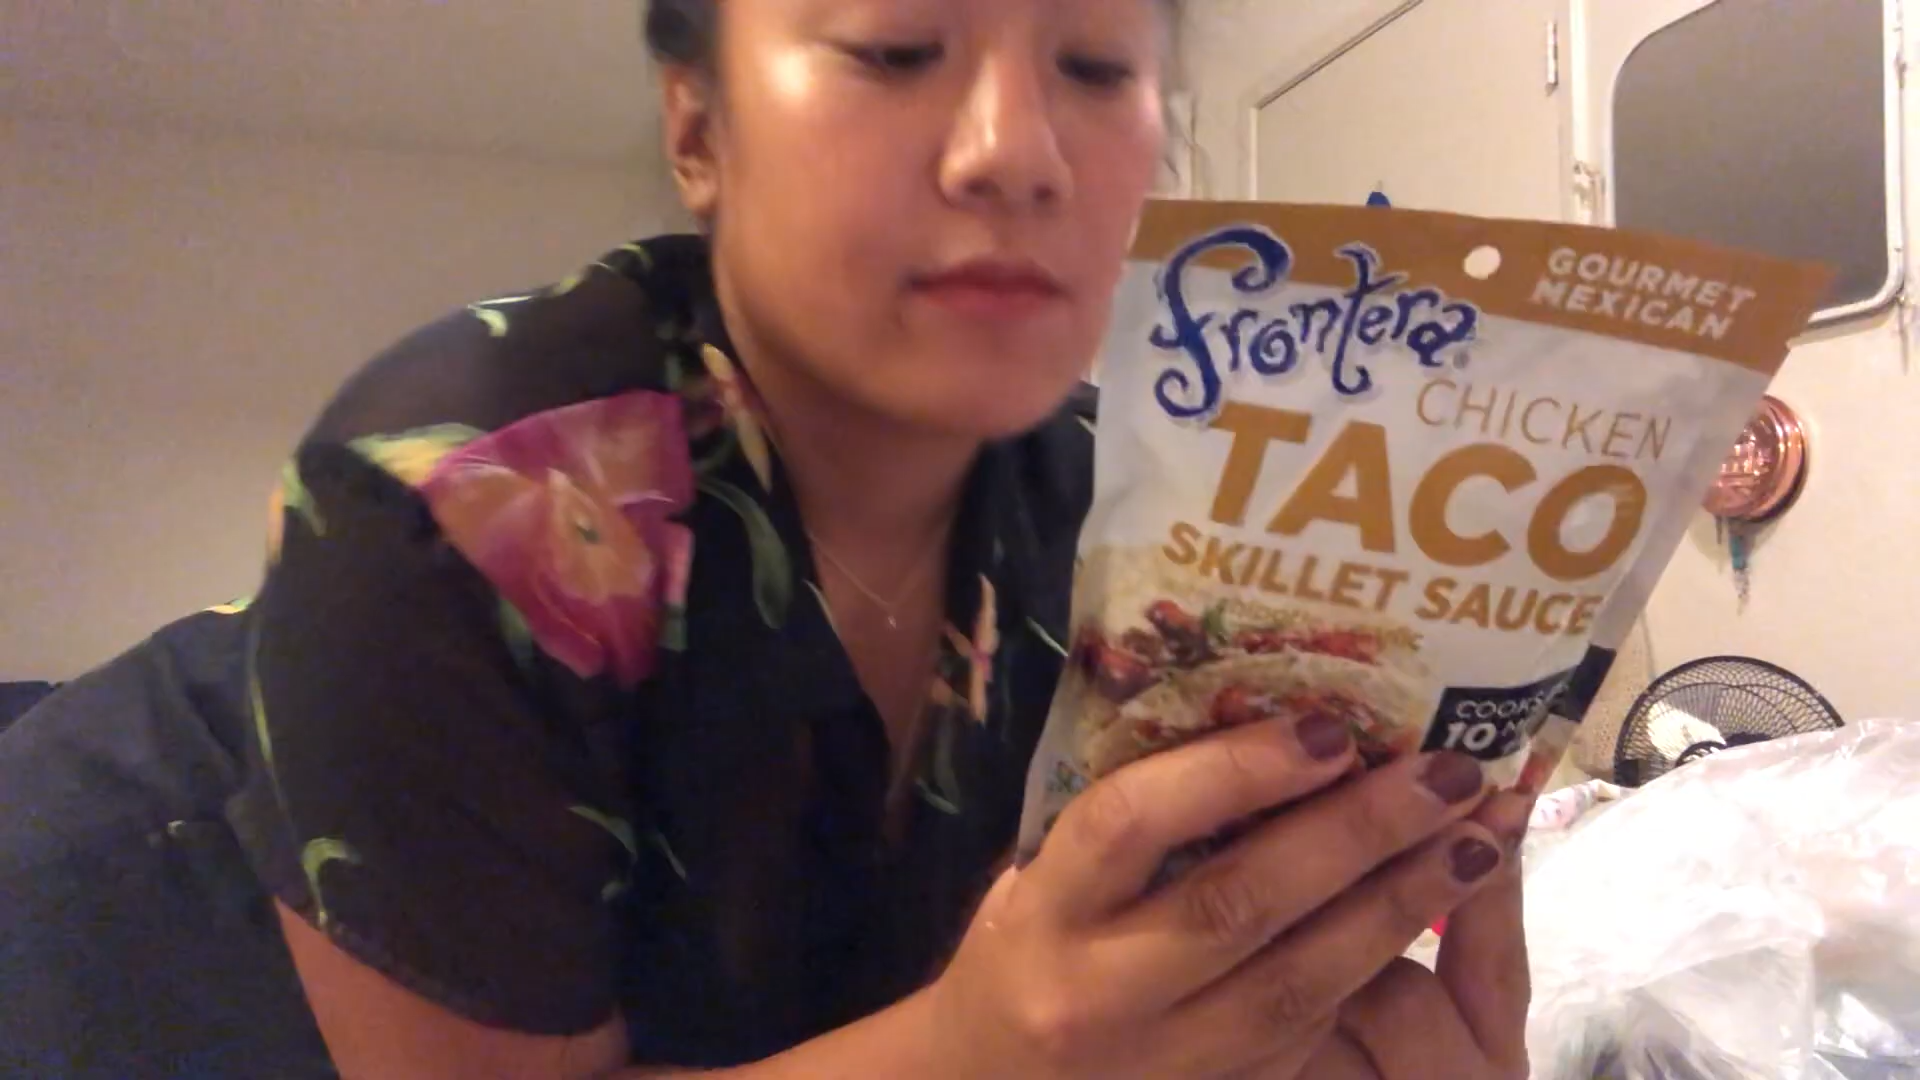 frontera
GOURMET
MEXICAN
CHICKEN
TACO
SKILLET SAUCE
10